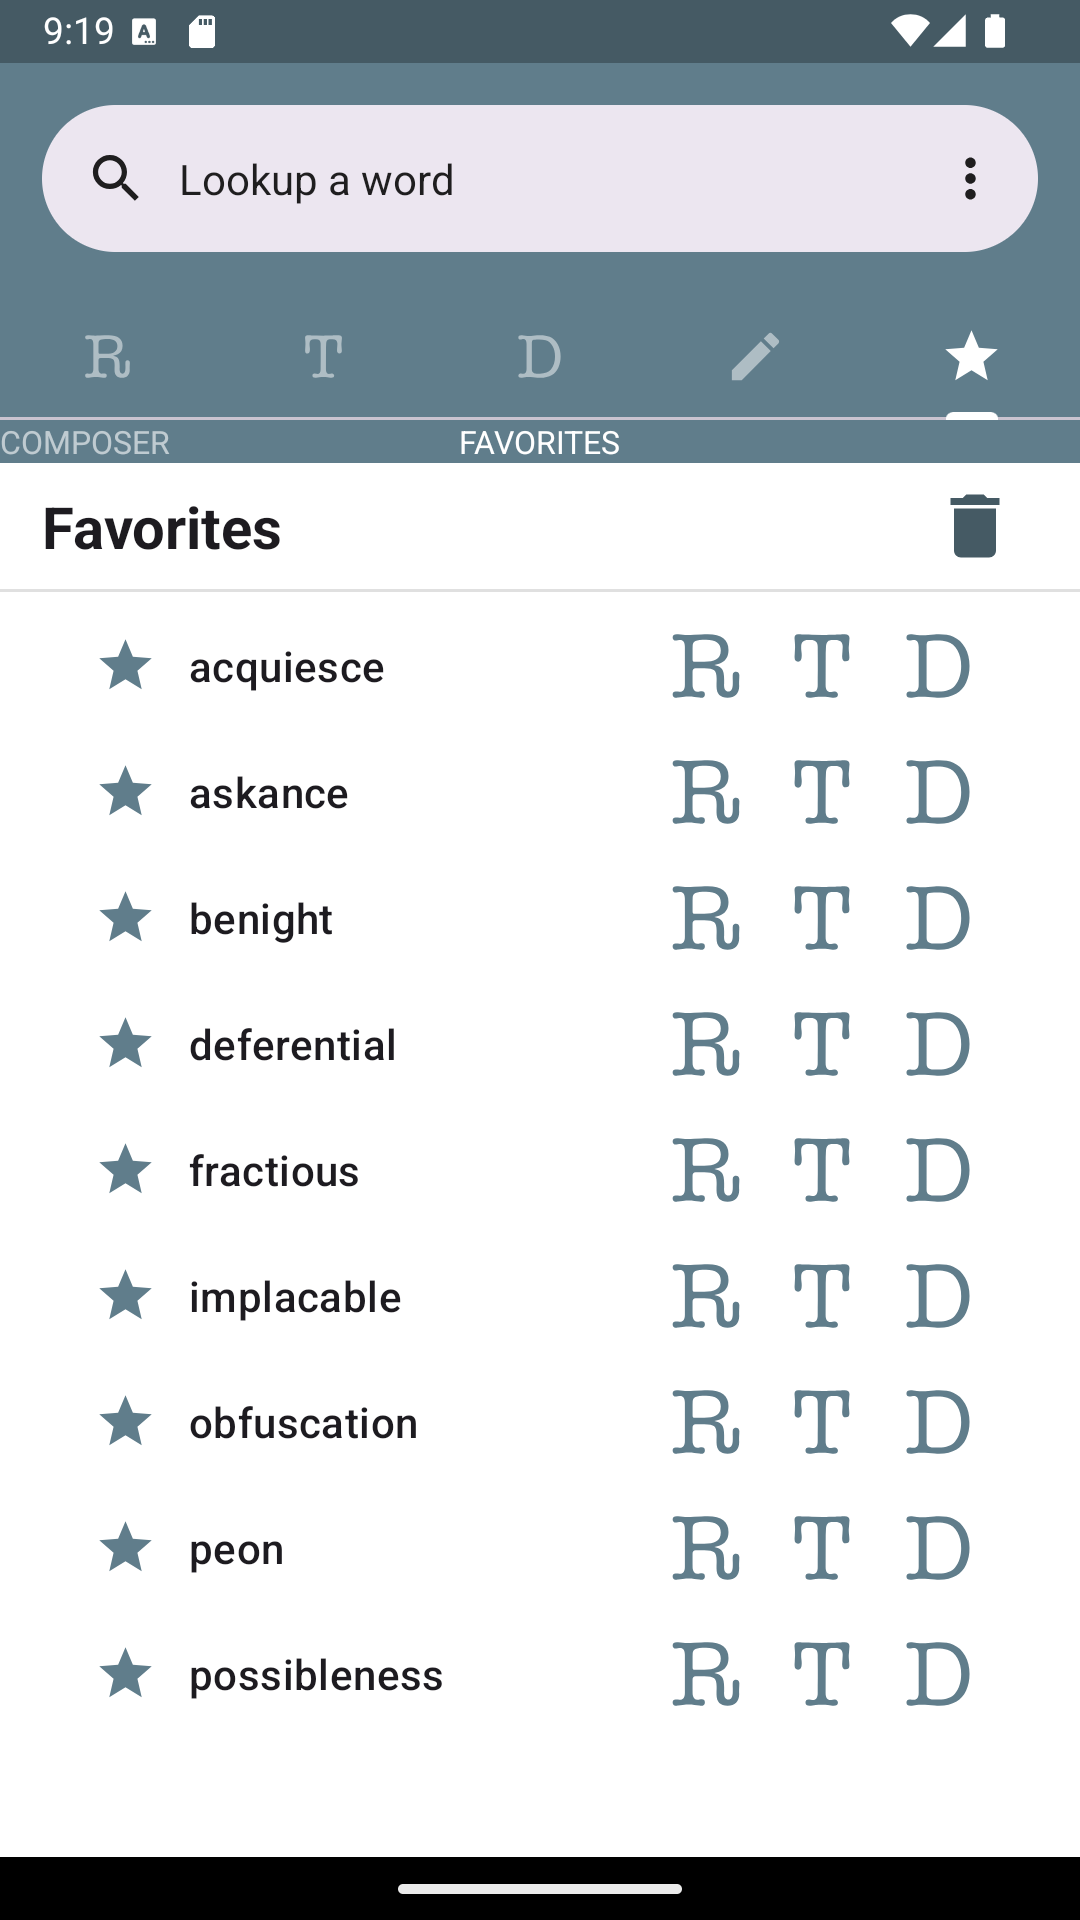 9:19
Lookup a word
R T D
COMPOSER FAVORITES
Favorites
acquiesce R T D
askance R T D
benight R T D
deferential R T D
fractious R T D
implacable R T D
obfuscation R T D
peon R T D
possibleness R T D